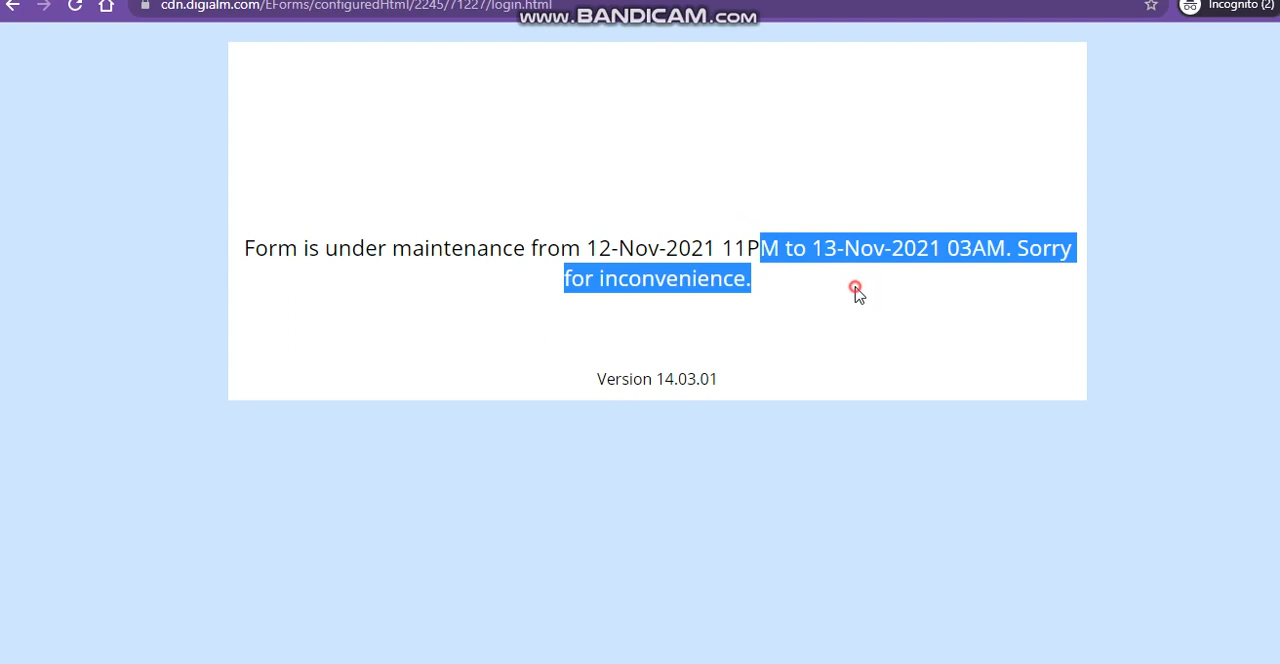 cdn.digialm.com/EForms/configuredHtml/2245/71227/login.html
www.BANDICAM.com
Incognito (2)
Form is under maintenance from 12-Nov-2021 11PM to 13-Nov-2021 03AM. Sorry
for inconvenience.
Version 14.03.01